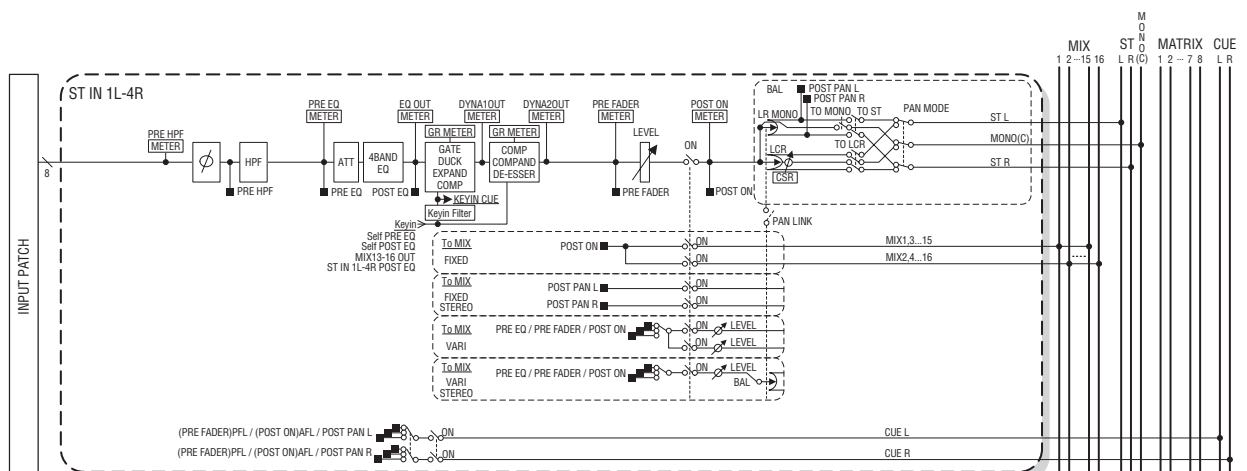 M
O
N
O
MIX ST (C) MATRIX CUE
1 2 ··· 15 16 L R 1 2 ··· 7 8 L R
ST IN 1L-4R
INPUT PATCH
8
PRE HPF
METER
Ø
PRE HPF
HPF
PRE EQ
METER
PRE EQ
ATT
4BAND
EQ
EQ OUT
METER
POST EQ
GR METER
GATE
DUCK
EXPAND
COMP
KEYIN CUE
Keyin Filter
DYNA1OUT
METER
GR METER
COMP
COMPAND
DE-ESSER
DYNA2OUT
METER
PRE FADER
METER
PRE FADER
LEVEL
ON
POST ON
METER
POST ON
BAL
POST PAN L
POST PAN R
LR MONO
TO MONO
TO ST
PAN MODE
LCR
TO LCR
CSR
ST L
MONO(C)
ST R
PAN LINK
Keyin
Self PRE EQ
Self POST EQ
MIX13-16 OUT
ST IN 1L-4R POST EQ
To MIX
FIXED
POST ON
ON
ON
MIX1,3...15
MIX2,4...16
To MIX
FIXED
STEREO
POST PAN L
ON
POST PAN R
ON
To MIX
VARI
PRE EQ / PRE FADER / POST ON
ON LEVEL
ON LEVEL
To MIX
VARI
STEREO
PRE EQ / PRE FADER / POST ON
ON LEVEL
BAL
(PRE FADER)PFL / (POST ON)AFL / POST PAN L
ON
CUE L
(PRE FADER)PFL / (POST ON)AFL / POST PAN R
ON
CUE R